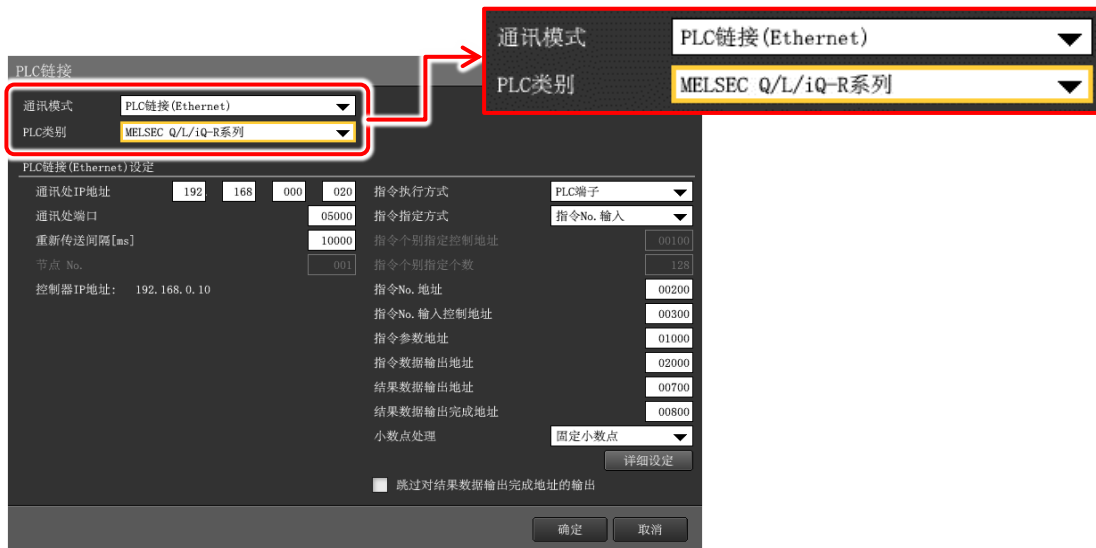 通讯模式 PLC链接(Ethernet)
PLC类别 MELSEC Q/L/iQ-R系列
PLC链接
通讯模式 PLC链接(Ethernet)
PLC类别 MELSEC Q/L/iQ-R系列
PLC链接(Ethernet)设定
通讯处IP地址 192 168 000 020
通讯处端口 05000
重新传送间隔[ms] 10000
节点 No. 001
控制器IP地址: 192.168.0.10
指令执行方式 PLC端子
指令指定方式 指令No.输入
指令个别指定控制地址 00100
指令个别指定个数 128
指令No.地址 00200
指令No.输入控制地址 00300
指令参数地址 01000
指令数据输出地址 02000
结果数据输出地址 00700
结果数据输出完成地址 00800
小数点处理 固定小数点
详细设定
跳过对结果数据输出完成地址的输出
确定 取消